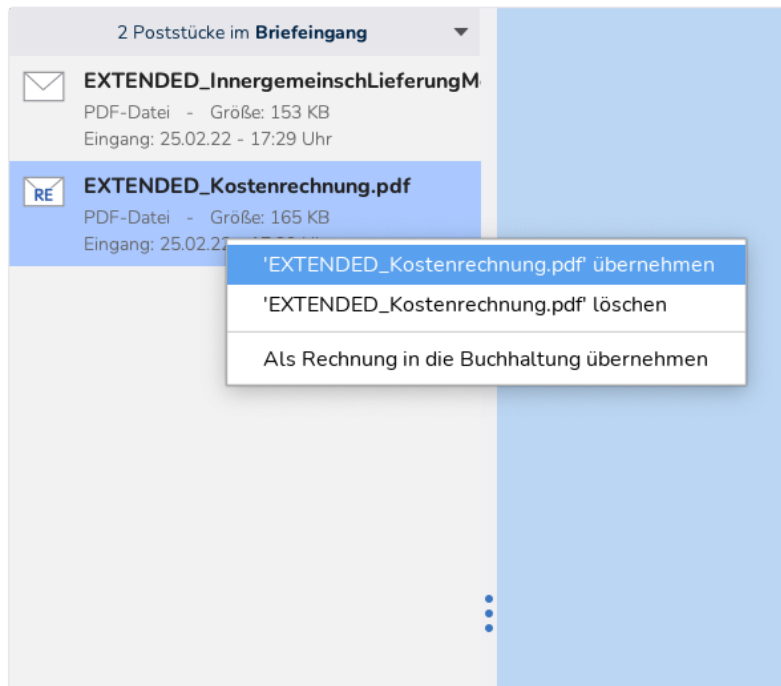 2 Poststücke im Briefeingang
EXTENDED_InnergemeinschLieferungM
PDF-Datei - Größe: 153 KB
Eingang: 25.02.22 - 17:29 Uhr
RE
EXTENDED_Kostenrechnung.pdf
PDF-Datei - Größe: 165 KB
Eingang: 25.02.22
'EXTENDED_Kostenrechnung.pdf' übernehmen
'EXTENDED_Kostenrechnung.pdf' löschen
Als Rechnung in die Buchhaltung übernehmen